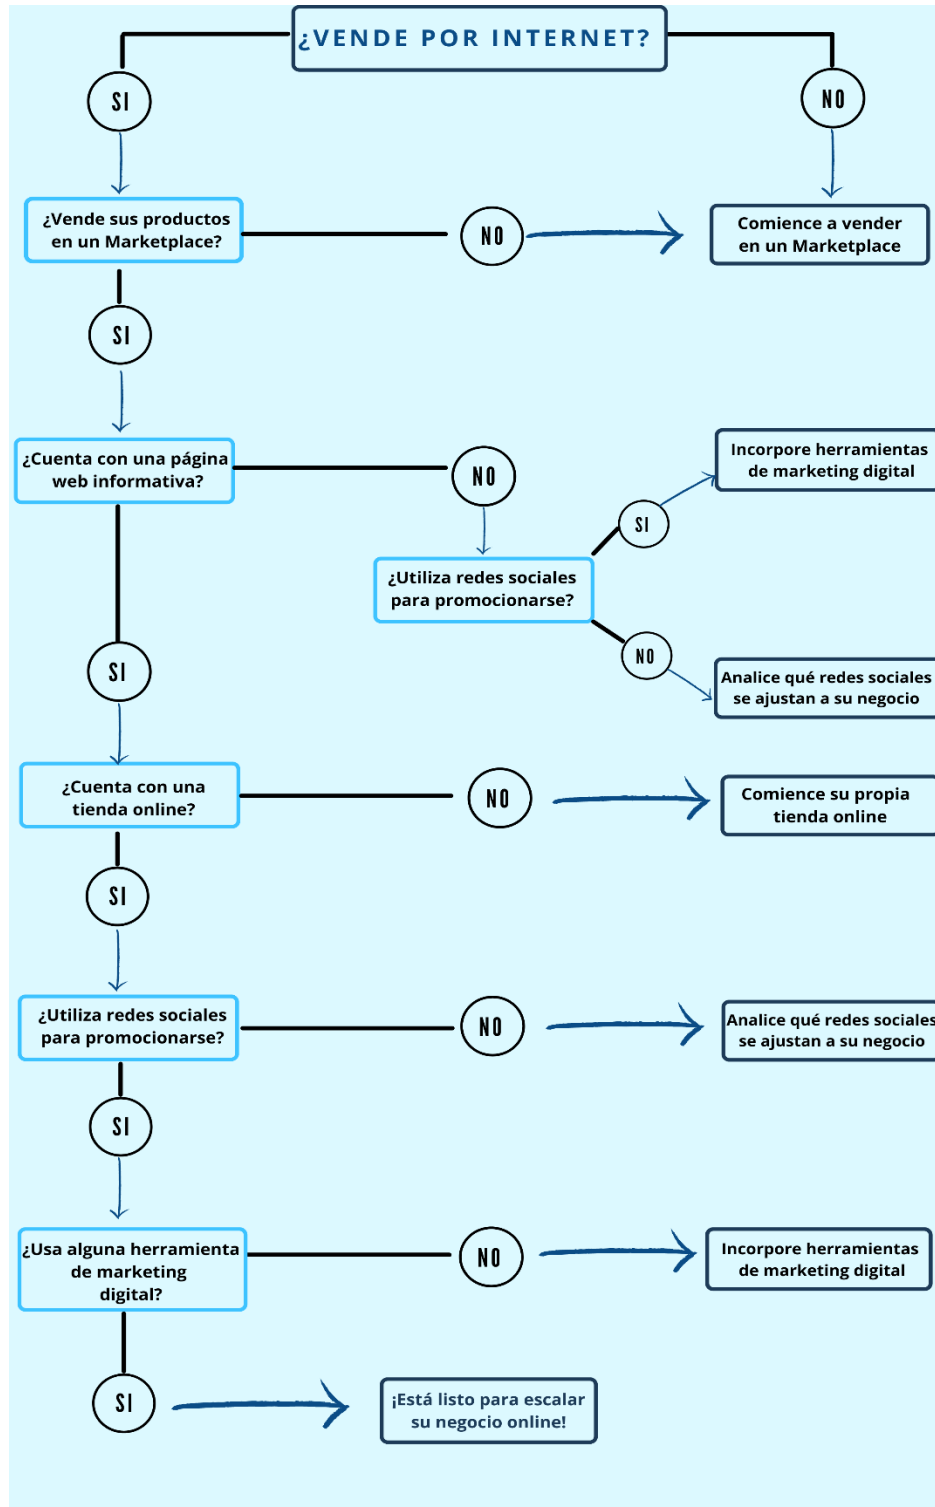 ¿VENDE POR INTERNET?
SI
NO
¿Vende sus productos
en un Marketplace?
NO
Comience a vender
en un Marketplace
SI
¿Cuenta con una página
web informativa?
NO
Incorpore herramientas
de marketing digital
SI
¿Utiliza redes sociales
para promocionarse?
NO
Analice qué redes sociales
se ajustan a su negocio
SI
¿Cuenta con una
tienda online?
NO
Comience su propia
tienda online
SI
¿Utiliza redes sociales
para promocionarse?
NO
Analice qué redes sociales
se ajustan a su negocio
SI
¿Usa alguna herramienta
de marketing
digital?
NO
Incorpore herramientas
de marketing digital
SI
¡Está listo para escalar
su negocio online!